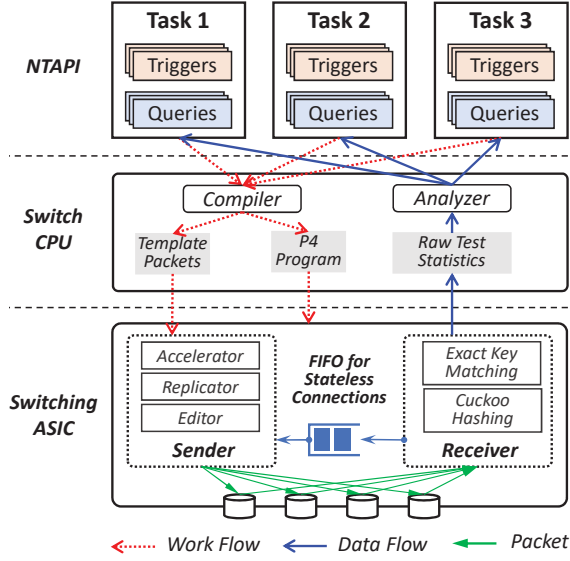 Task 1
Task 2
Task 3
NTAPI
Triggers
Triggers
Triggers
Queries
Queries
Queries
Switch
CPU
Compiler
Analyzer
Template
Packets
P4
Program
Raw Test
Statistics
Switching
ASIC
Accelerator
Replicator
Editor
Sender
FIFO for
Stateless
Connections
Exact Key
Matching
Cuckoo
Hashing
Receiver
Work Flow
Data Flow
Packet